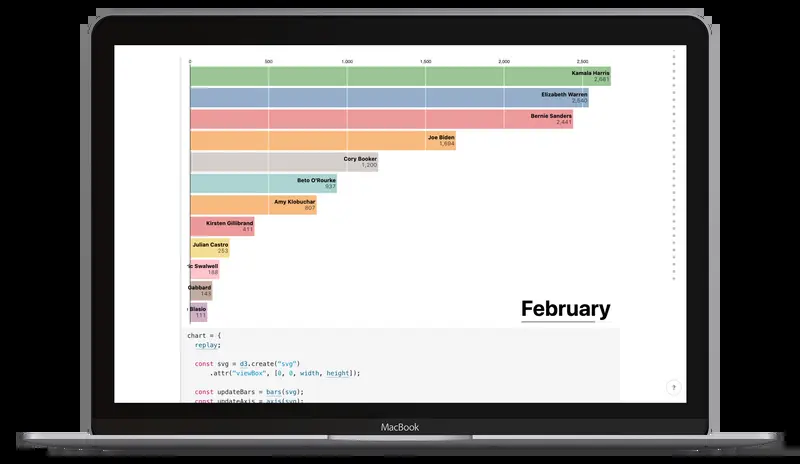 0 500 1,000 1,500 2,000 2,500
Kamala Harris
2,681
Elizabeth Warren
2,540
Bernie Sanders
2,441
Joe Biden
1,694
Cory Booker
1,200
Beto O'Rourke
937
Amy Klobuchar
807
Kirsten Gillibrand
411
Julian Castro
253
ric Swalwell
188
Gabbard
143
Blasio
111
February
chart = {
replay;
const svg = d3.create("svg")
.attr("viewBox", [0, 0, width, height]);
const updateBars = bars(svg);
const updateAxis = axis(svg);
?
MacBook